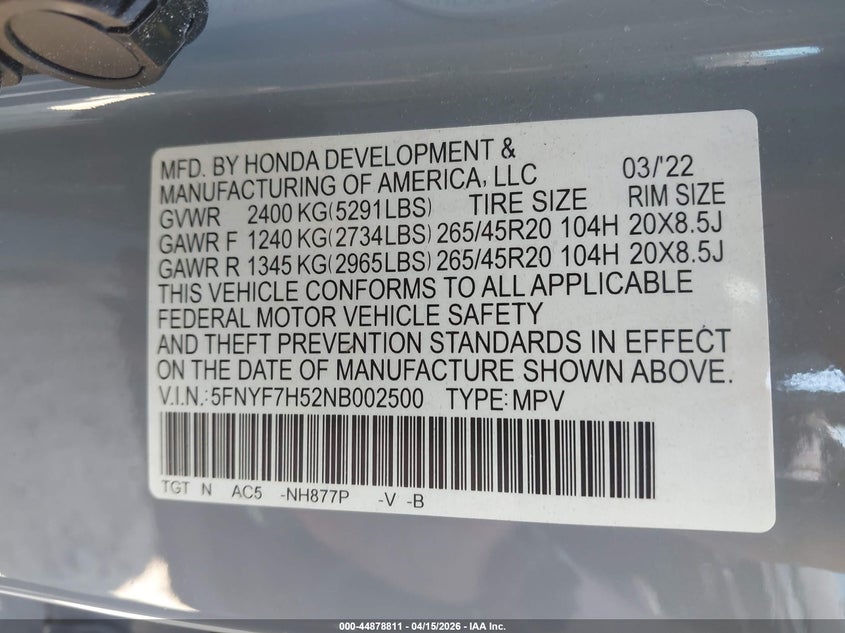 MFD. BY HONDA DEVELOPMENT &
MANUFACTURING OF AMERICA, LLC 03/'22
GVWR 2400 KG(5291LBS) TIRE SIZE RIM SIZE
GAWR F 1240 KG(2734LBS) 265/45R20 104H 20X8.5J
GAWR R 1345 KG(2965LBS) 265/45R20 104H 20X8.5J
THIS VEHICLE CONFORMS TO ALL APPLICABLE
FEDERAL MOTOR VEHICLE SAFETY
AND THEFT PREVENTION STANDARDS IN EFFECT
ON THE DATE OF MANUFACTURE SHOWN ABOVE.
V.I.N.:5FNYF7H52NB002500 TYPE:MPV
TGT N AC5 -NH877P -V -B
000-44878811 - 04/15/2026 - IAA Inc.